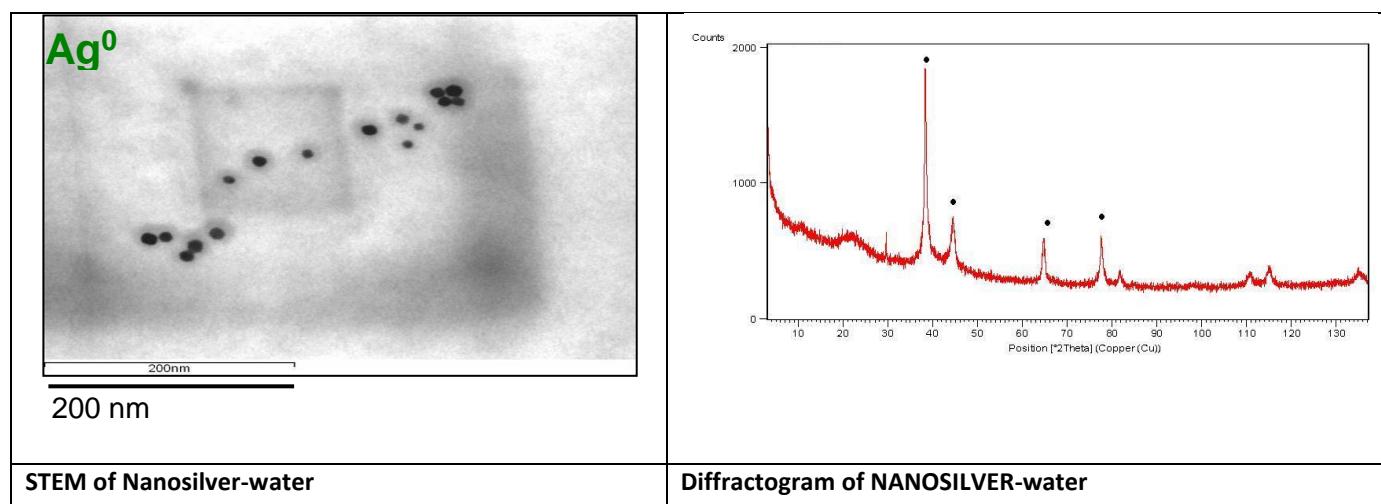 Ag⁰
200nm
200 nm
STEM of Nanosilver-water
Counts
2000
1000
0
10 20 30 40 50 60 70 80 90 100 110 120 130
Position [°2Theta] (Copper (Cu))
Diffractogram of NANOSILVER-water